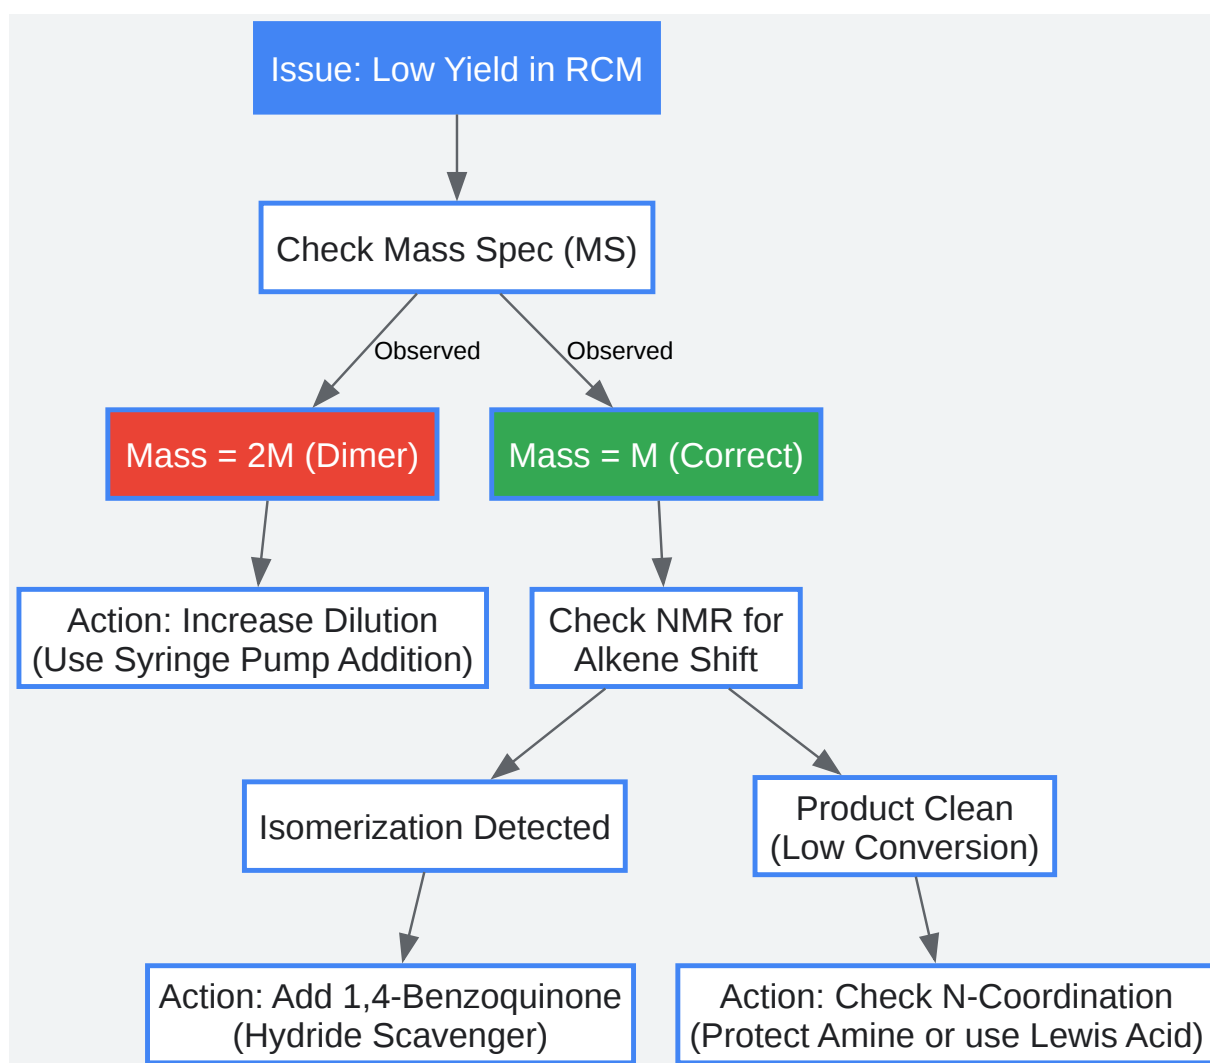 Issue: Low Yield in RCM
Check Mass Spec (MS)
Observed
Observed
Mass = 2M (Dimer)
Mass = M (Correct)
Action: Increase Dilution
(Use Syringe Pump Addition)
Check NMR for
Alkene Shift
Isomerization Detected
Product Clean
(Low Conversion)
Action: Add 1,4-Benzoquinone
(Hydride Scavenger)
Action: Check N-Coordination
(Protect Amine or use Lewis Acid)